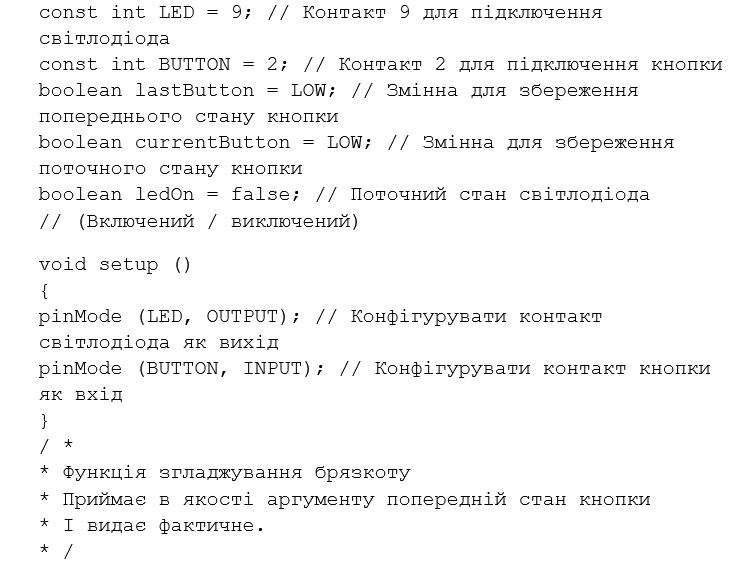 const int LED = 9; // Контакт 9 для підключення
світлодіода
const int BUTTON = 2; // Контакт 2 для підключення кнопки
boolean lastButton = LOW; // Змінна для збереження
попереднього стану кнопки
boolean currentButton = LOW; // Змінна для збереження
поточного стану кнопки
boolean ledOn = false; // Поточний стан світлодіода
// (Включений / виключений)
void setup ()
{
pinMode (LED, OUTPUT); // Конфігурувати контакт
світлодіода як вихід
pinMode (BUTTON, INPUT); // Конфігурувати контакт кнопки
як вхід
}
/ *
* Функція згладжування брязкоту
* Приймає в якості аргументу попередній стан кнопки
* І видає фактичне.
* /